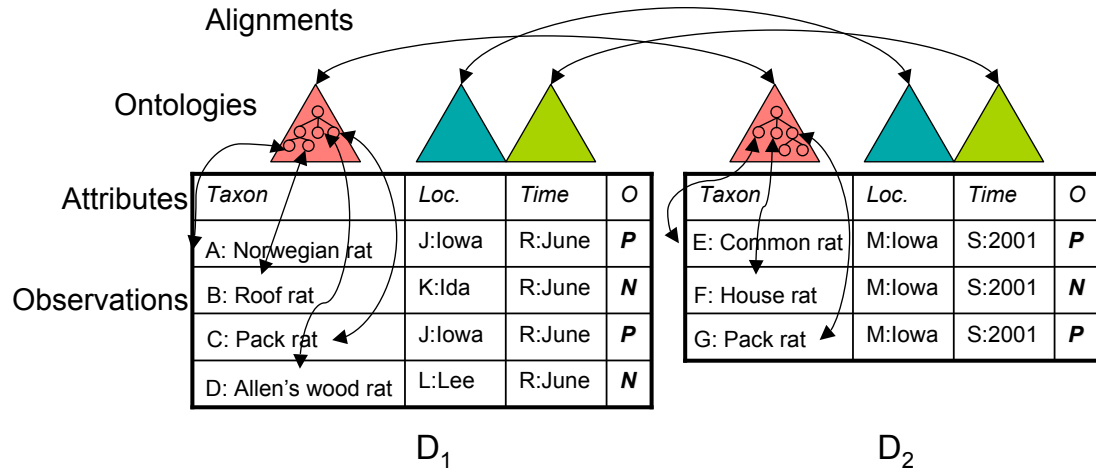 Alignments
Ontologies
Attributes
Observations
Taxon Loc. Time O
A: Norwegian rat J:Iowa R:June P
B: Roof rat K:Ida R:June N
C: Pack rat J:Iowa R:June P
D: Allen's wood rat L:Lee R:June N
D1
Taxon Loc. Time O
E: Common rat M:Iowa S:2001 P
F: House rat M:Iowa S:2001 N
G: Pack rat M:Iowa S:2001 P
D2